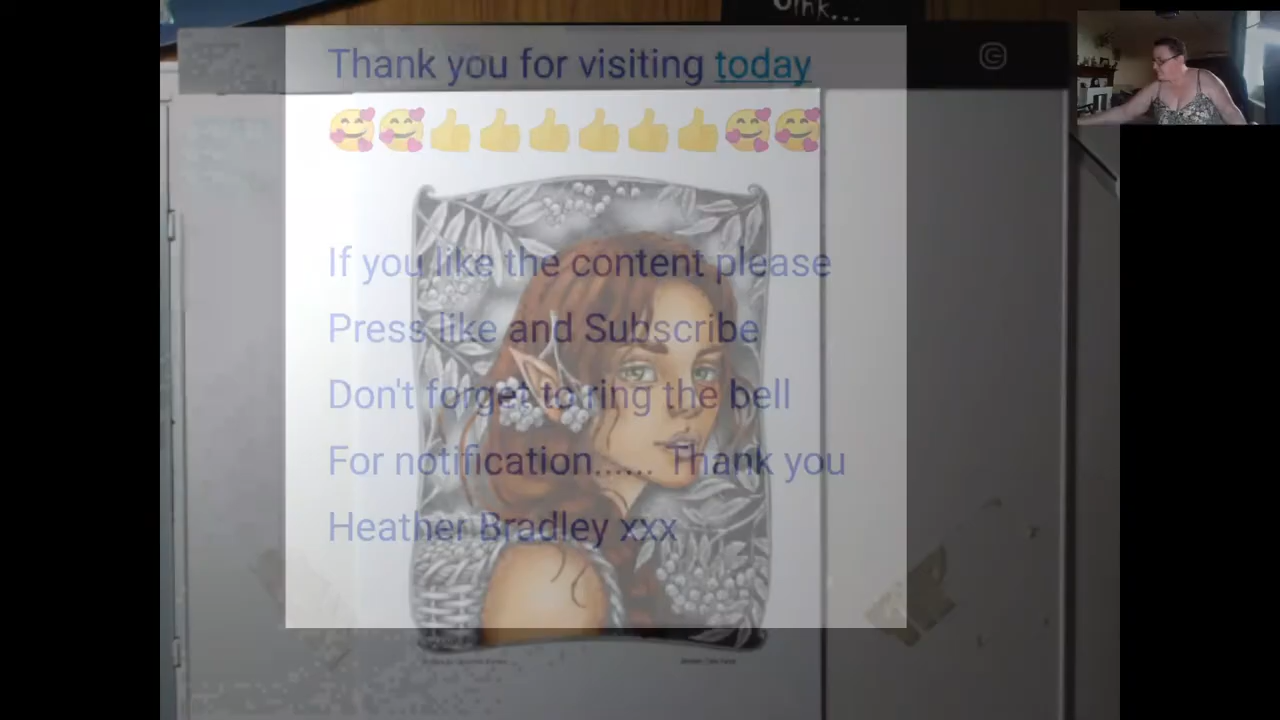 Oink...
Thank you for visiting today
🥰🥰👍👍👍👍👍👍🥰🥰
If you like the content please
Press like and Subscribe
Don't forget to ring the bell
For notification...... Thank you
Heather Bradley xxx